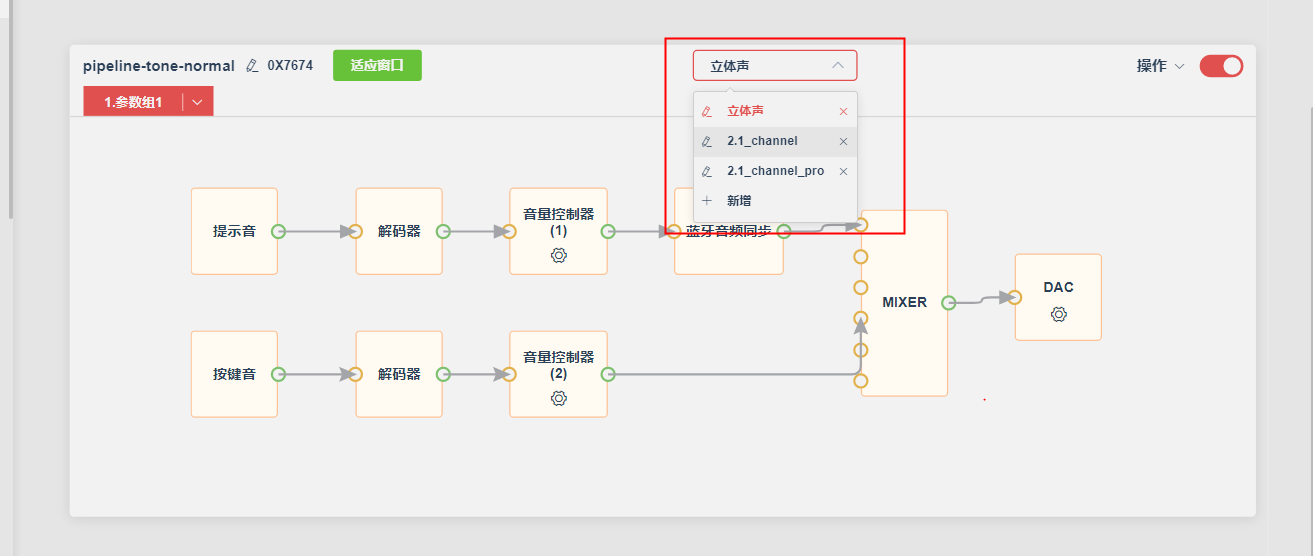 pipeline-tone-normal
0X7674
适应窗口
立体声
操作
1.参数组1
立体声
2.1_channel
2.1_channel_pro
新增
提示音
解码器
音量控制器
(1)
蓝牙音频同步
MIXER
DAC
按键音
解码器
音量控制器
(2)